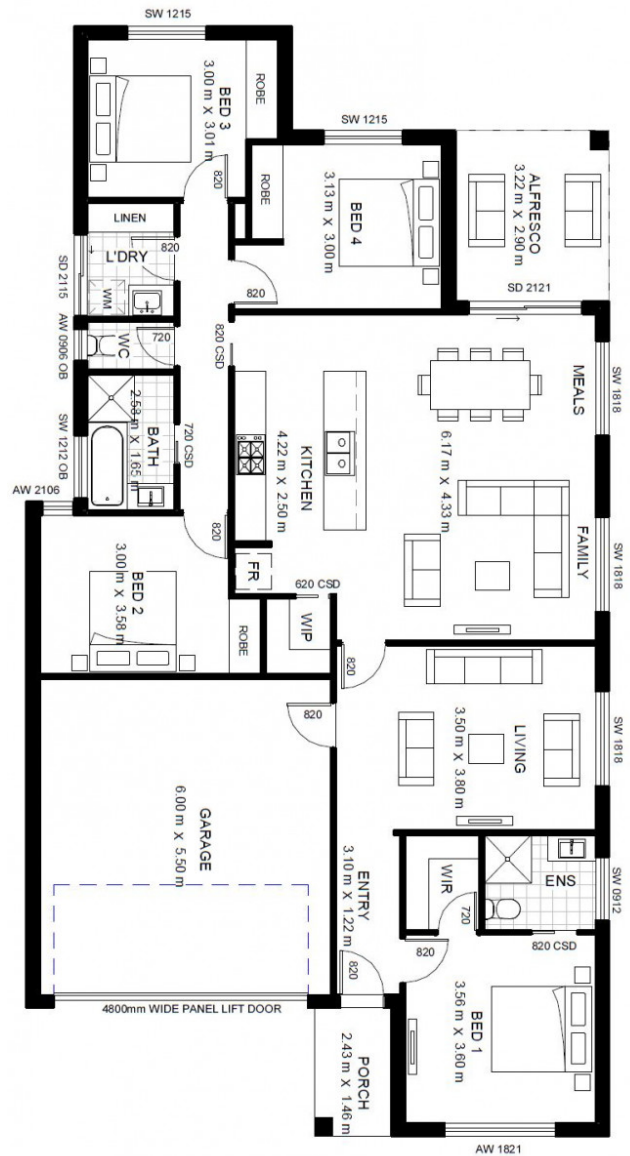 SW 1215
BED 3
3.00 m X 3.01 m
ROBE
820
SW 1215
ROBE
BED 4
3.13 m X 3.00 m
820
ALFRESCO
3.22 m X 2.90 m
SD 2121
LINEN
L'DRY
820
WM
SD 2115
WC
720
AW 0906 OB
820 CSD
BATH
2.53 m X 1.65 m
720 CSD
SW 1212 OB
AW 2106
KITCHEN
4.22 m X 2.50 m
MEALS
SW 1818
6.17 m X 4.33 m
FAMILY
SW 1818
820
BED 2
3.00 m X 3.58 m
ROBE
FR
620 CSD
WIP
820
820
LIVING
3.50 m X 3.80 m
SW 1818
GARAGE
6.00 m X 5.50 m
4800mm WIDE PANEL LIFT DOOR
ENTRY
3.10 m X 1.22 m
820
WIR
720
ENS
SW 0912
820 CSD
820
BED 1
3.56 m X 3.60 m
PORCH
2.43 m X 1.46 m
AW 1821